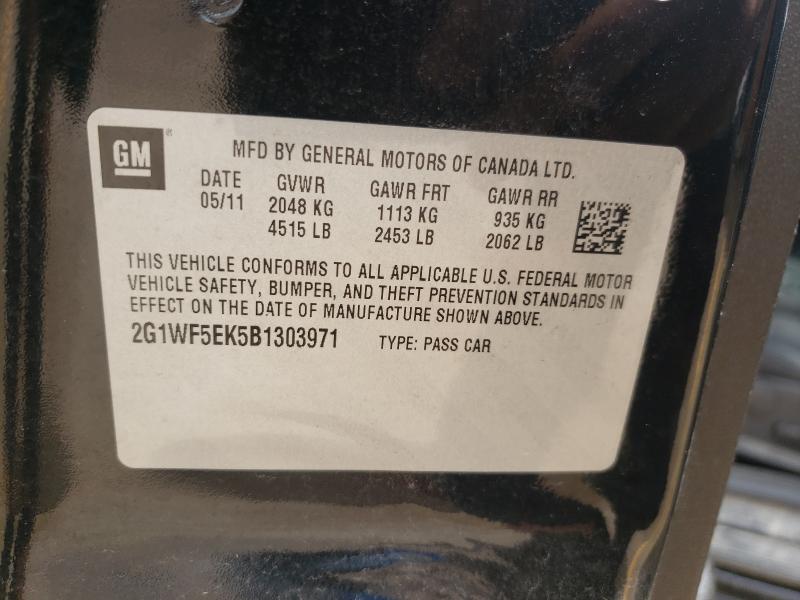 GM
MFD BY GENERAL MOTORS OF CANADA LTD.
DATE GVWR GAWR FRT GAWR RR
05/11 2048 KG 1113 KG 935 KG
4515 LB 2453 LB 2062 LB
THIS VEHICLE CONFORMS TO ALL APPLICABLE U.S. FEDERAL MOTOR
VEHICLE SAFETY, BUMPER, AND THEFT PREVENTION STANDARDS IN
EFFECT ON THE DATE OF MANUFACTURE SHOWN ABOVE.
2G1WF5EK5B1303971 TYPE: PASS CAR